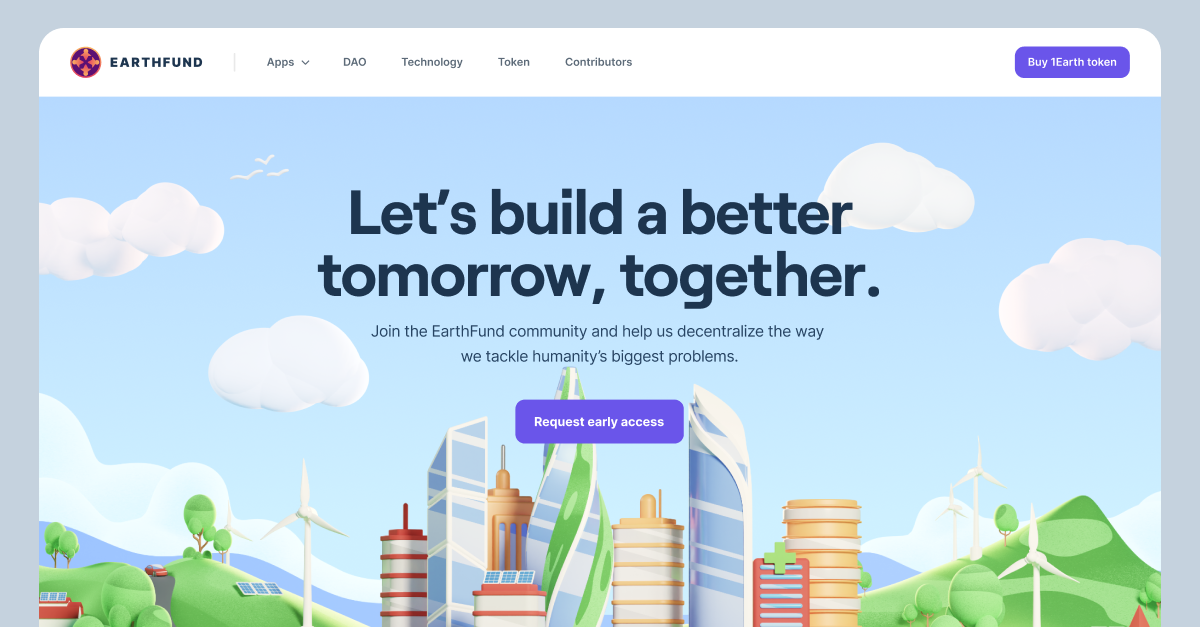 EARTHFUND
Apps
DAO
Technology
Token
Contributors
Buy 1Earth token
Let’s build a better
tomorrow, together.
Join the EarthFund community and help us decentralize the way
we tackle humanity’s biggest problems.
Request early access